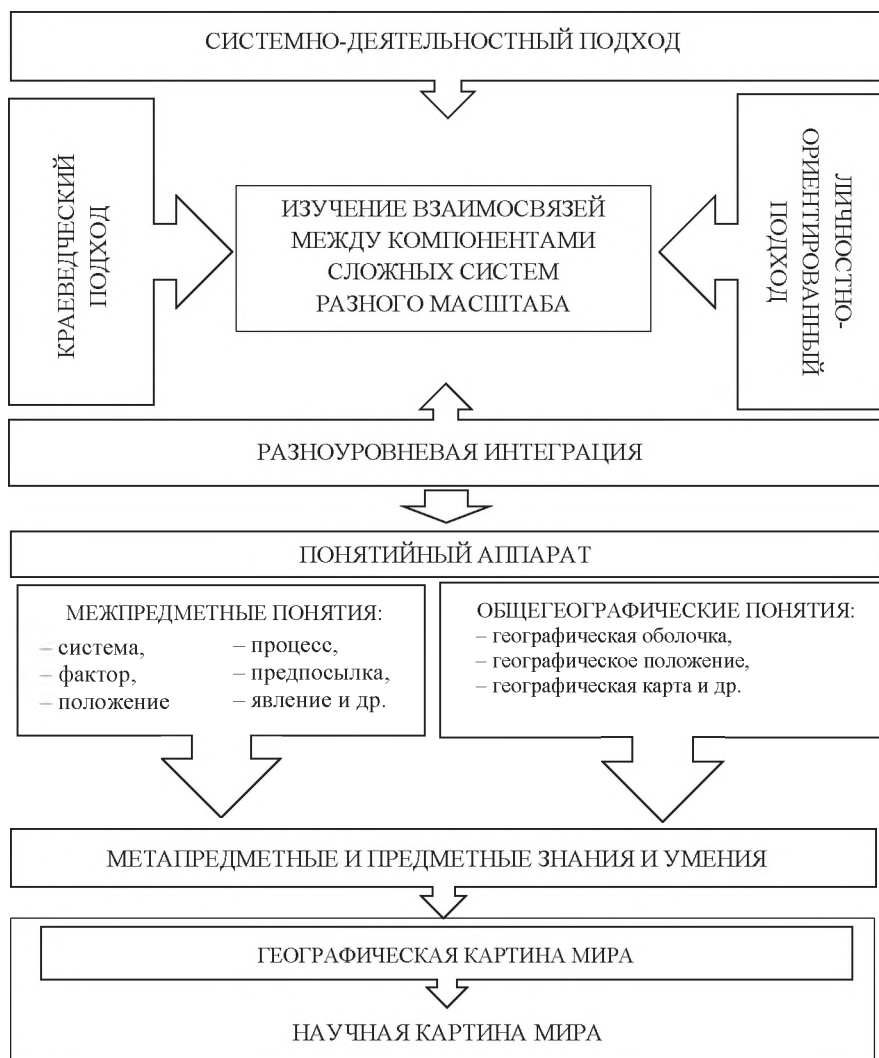 СИСТЕМНО-ДЕЯТЕЛЬНОСТНЫЙ ПОДХОД
КРАЕВЕДЧЕСКИЙ
ПОДХОД
ИЗУЧЕНИЕ ВЗАИМОСВЯЗЕЙ
МЕЖДУ КОМПОНЕНТАМИ
СЛОЖНЫХ СИСТЕМ
РАЗНОГО МАСШТАБА
ЛИЧНОСТНО-
ОРИЕНТИРОВАННЫЙ
ПОДХОД
РАЗНОУРОВНЕВАЯ ИНТЕГРАЦИЯ
ПОНЯТИЙНЫЙ АППАРАТ
МЕЖПРЕДМЕТНЫЕ ПОНЯТИЯ:
– система,
– фактор,
– положение
– процесс,
– предпосылка,
– явление и др.
ОБЩЕГЕОГРАФИЧЕСКИЕ ПОНЯТИЯ:
– географическая оболочка,
– географическое положение,
– географическая карта и др.
МЕТАПРЕДМЕТНЫЕ И ПРЕДМЕТНЫЕ ЗНАНИЯ И УМЕНИЯ
ГЕОГРАФИЧЕСКАЯ КАРТИНА МИРА
НАУЧНАЯ КАРТИНА МИРА